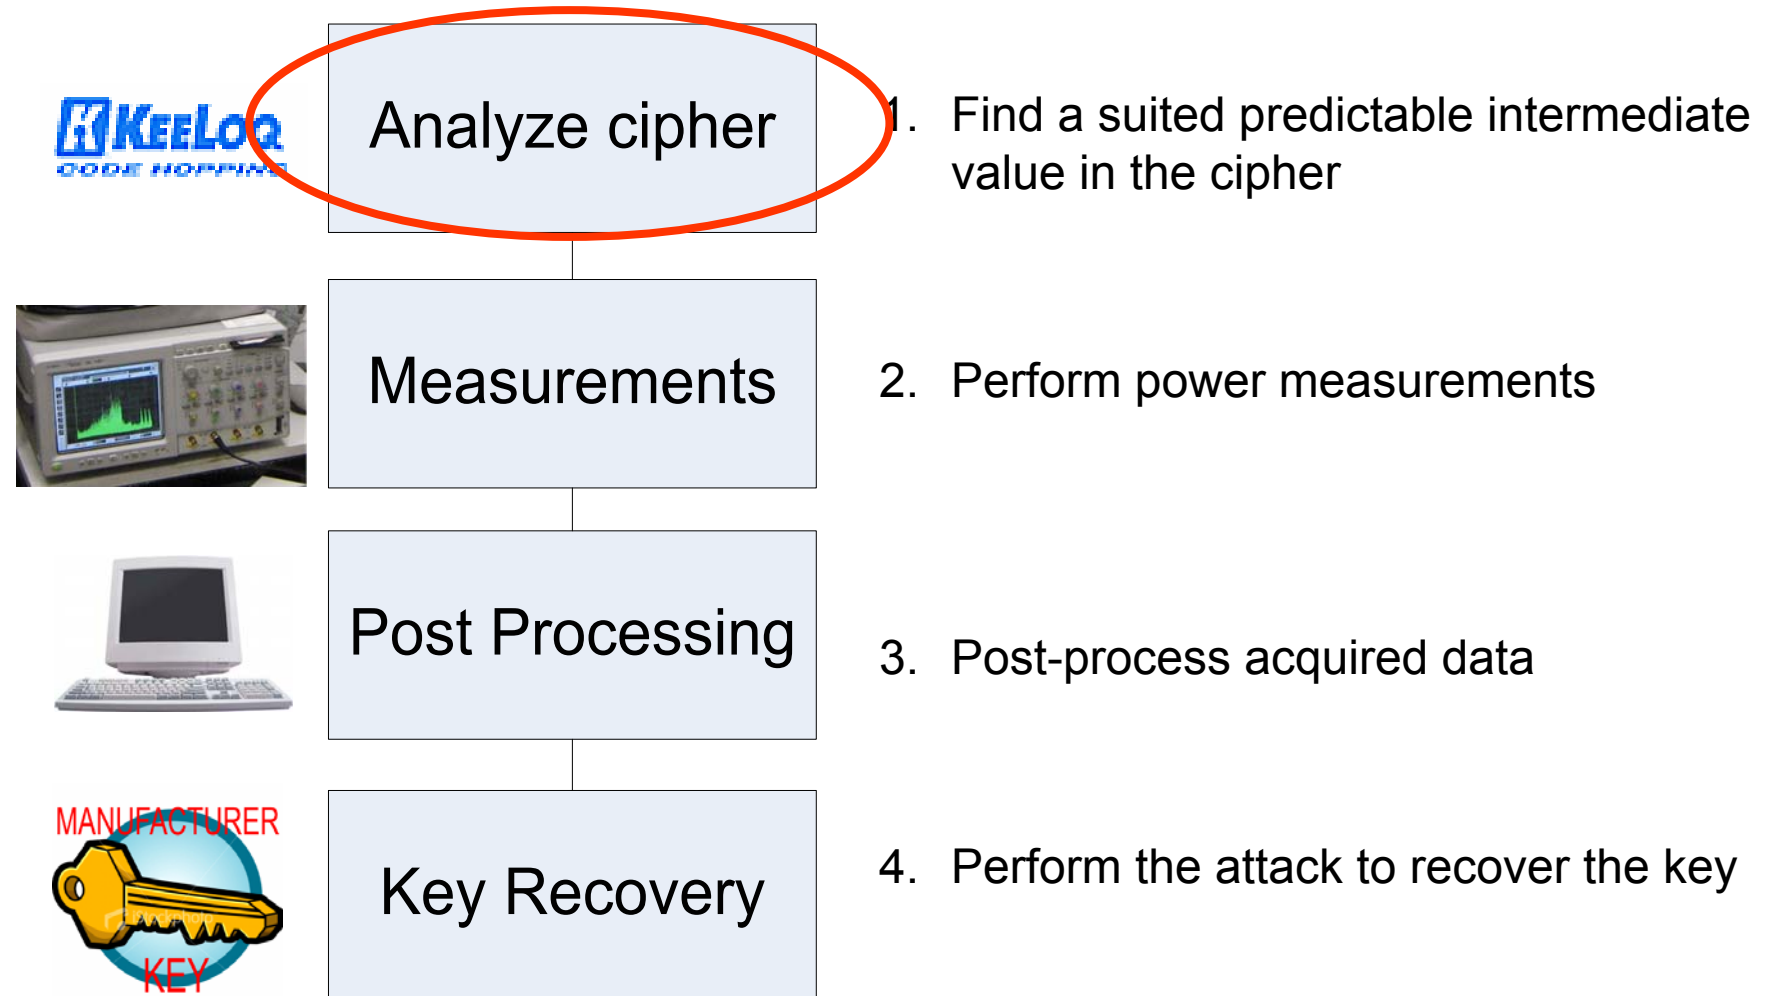 KEELOQ
CODE HOPPING
Analyze cipher
1. Find a suited predictable intermediate
value in the cipher
Measurements
2. Perform power measurements
Post Processing
3. Post-process acquired data
MANUFACTURER
iStockphoto
KEY
Key Recovery
4. Perform the attack to recover the key